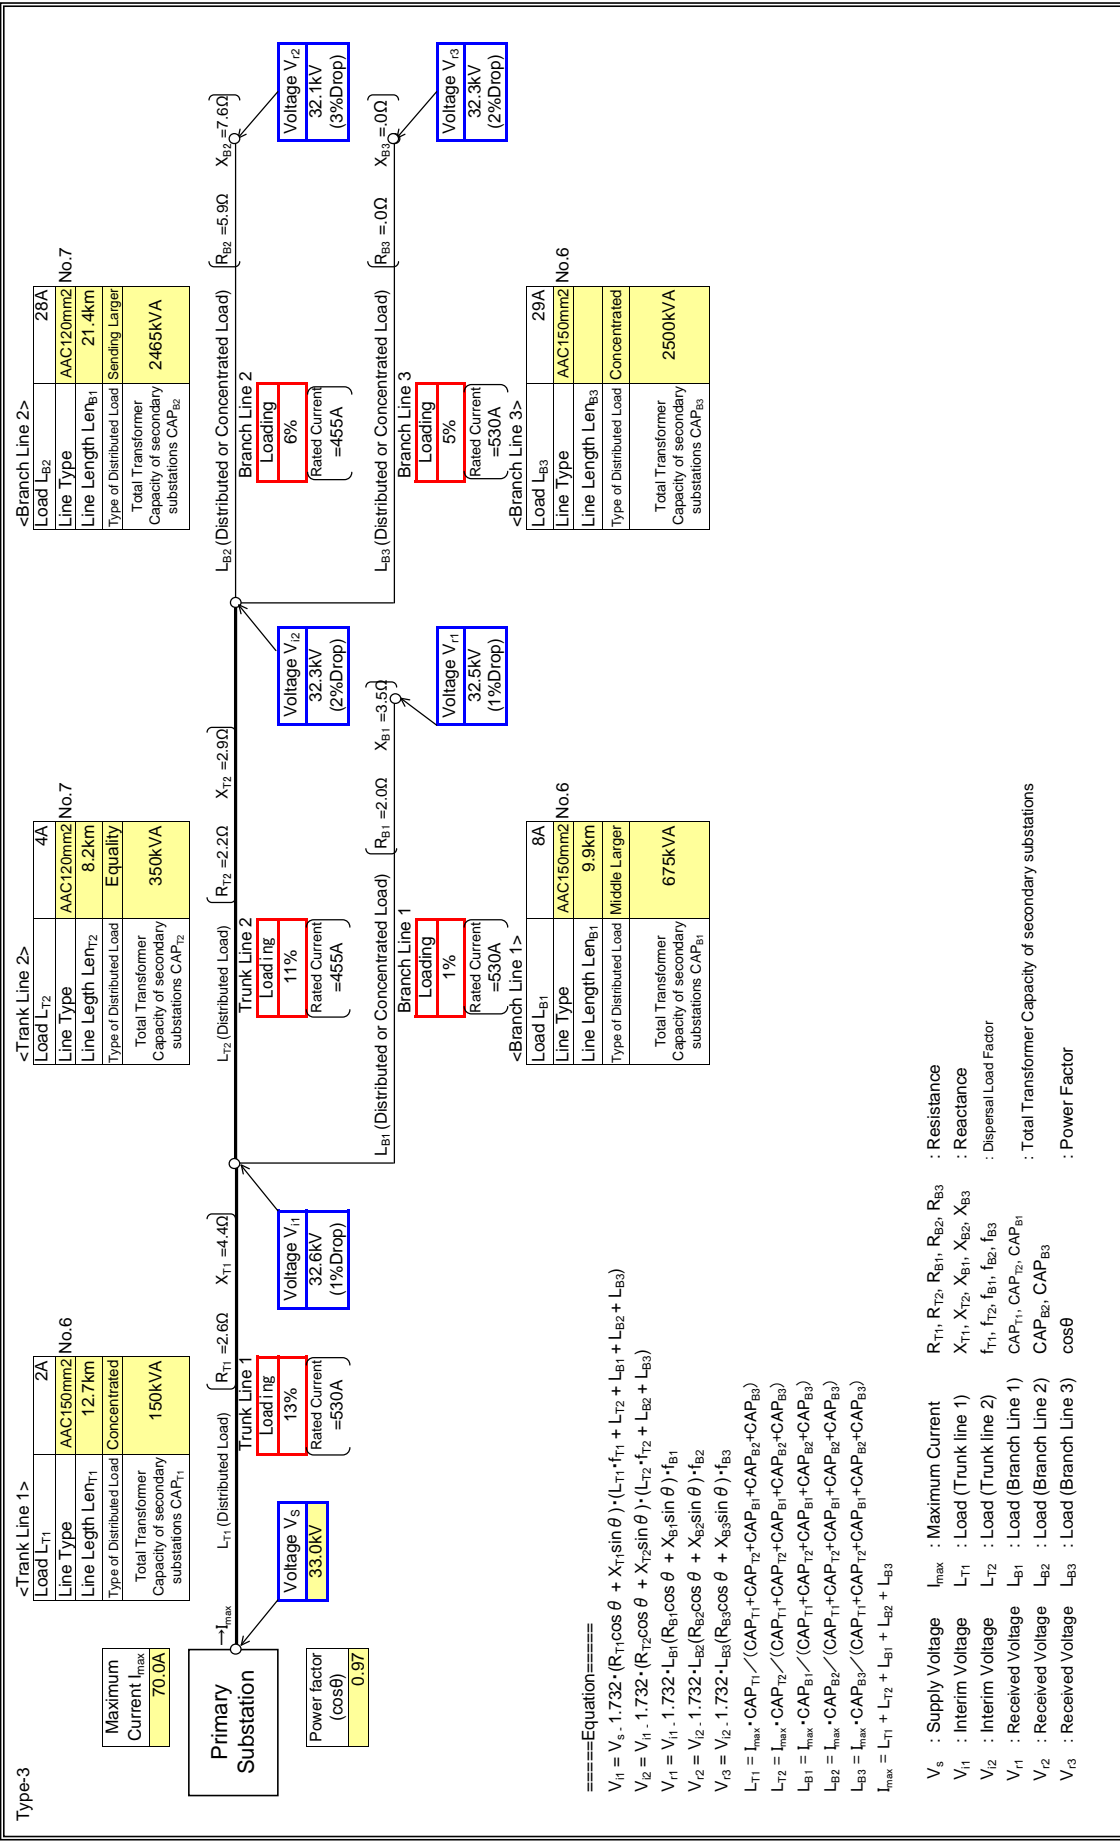 Type-3
Maximum
Current Imax
70.0A
Primary
Substation
→Imax
Power factor
(cosθ)
0.97
Voltage Vs
33.0kV
<Trank Line 1>
Load LT1 2A
Line Type AAC150mm2 No.6
Line Legth LenT1 12.7km
Type of Distributed Load Concentrated
Total Transformer
Capacity of secondary
substations CAPT1
150kVA
LT1 (Distributed Load)
RT1 =2.6Ω XT1 =4.4Ω
Trunk Line 1
Loading
13%
Rated Current
=530A
Voltage Vi1
32.6kV
(1%Drop)
<Trank Line 2>
Load LT2 4A
Line Type AAC120mm2 No.7
Line Legth LenT2 8.2km
Type of Distributed Load Equality
Total Transformer
Capacity of secondary
substations CAPT2
350kVA
LT2 (Distributed Load)
RT2 =2.2Ω XT2 =2.9Ω
Trunk Line 2
Loading
11%
Rated Current
=455A
Voltage Vi2
32.3kV
(2%Drop)
LB1 (Distributed or Concentrated Load)
RB1 =2.0Ω XB1 =3.5Ω
Branch Line 1
Loading
1%
Rated Current
=530A
Voltage Vr1
32.5kV
(1%Drop)
<Branch Line 1>
Load LB1 8A
Line Type AAC150mm2 No.6
Line Length LenB1 9.9km
Type of Distributed Load Middle Larger
Total Transformer
Capacity of secondary
substations CAPB1
675kVA
<Branch Line 2>
Load LB2 28A
Line Type AAC120mm2 No.7
Line Length LenB1 21.4km
Type of Distributed Load Sending Larger
Total Transformer
Capacity of secondary
substations CAPB2
2465kVA
LB2 (Distributed or Concentrated Load)
RB2 =5.9Ω XB2 =7.6Ω
Branch Line 2
Loading
6%
Rated Current
=455A
Voltage Vr2
32.1kV
(3%Drop)
LB3 (Distributed or Concentrated Load)
RB3 =.0Ω XB3 =.0Ω
Branch Line 3
Loading
5%
Rated Current
=530A
Voltage Vr3
32.3kV
(2%Drop)
<Branch Line 3>
Load LB3 29A
Line Type AAC150mm2 No.6
Line Length LenB3
Type of Distributed Load Concentrated
Total Transformer
Capacity of secondary
substations CAPB3
2500kVA
=====Equation=====
Vi1 = Vs - 1.732・(RT1cos θ + XT1sin θ)・(LT1・fT1 + LT2 + LB1 + LB2 + LB3)
Vi2 = Vi1 - 1.732・(RT2cos θ + XT2sin θ)・(LT2・fT2 + LB2 + LB3)
Vr1 = Vi1 - 1.732・LB1(RB1cos θ + XB1sin θ)・fB1
Vr2 = Vi2 - 1.732・LB2(RB2cos θ + XB2sin θ)・fB2
Vr3 = Vi2 - 1.732・LB3(RB3cos θ + XB3sin θ)・fB3
LT1 = Imax・CAPT1／(CAPT1+CAPT2+CAPB1+CAPB2+CAPB3)
LT2 = Imax・CAPT2／(CAPT1+CAPT2+CAPB1+CAPB2+CAPB3)
LB1 = Imax・CAPB1／(CAPT1+CAPT2+CAPB1+CAPB2+CAPB3)
LB2 = Imax・CAPB2／(CAPT1+CAPT2+CAPB1+CAPB2+CAPB3)
LB3 = Imax・CAPB3／(CAPT1+CAPT2+CAPB1+CAPB2+CAPB3)
Imax = LT1 + LT2 + LB1 + LB2 + LB3
Vs : Supply Voltage Imax : Maximum Current RT1, RT2, RB1, RB2, RB3 : Resistance
Vi1 : Interim Voltage LT1 : Load (Trunk line 1) XT1, XT2, XB1, XB2, XB3 : Reactance
Vi2 : Interim Voltage LT2 : Load (Trunk line 2) fT1, fT2, fB1, fB2, fB3 : Dispersal Load Factor
Vr1 : Received Voltage LB1 : Load (Branch Line 1) CAPT1, CAPT2, CAPB1
Vr2 : Received Voltage LB2 : Load (Branch Line 2) CAPB2, CAPB3 : Total Transformer Capacity of secondary substations
Vr3 : Received Voltage LB3 : Load (Branch Line 3) cosθ : Power Factor